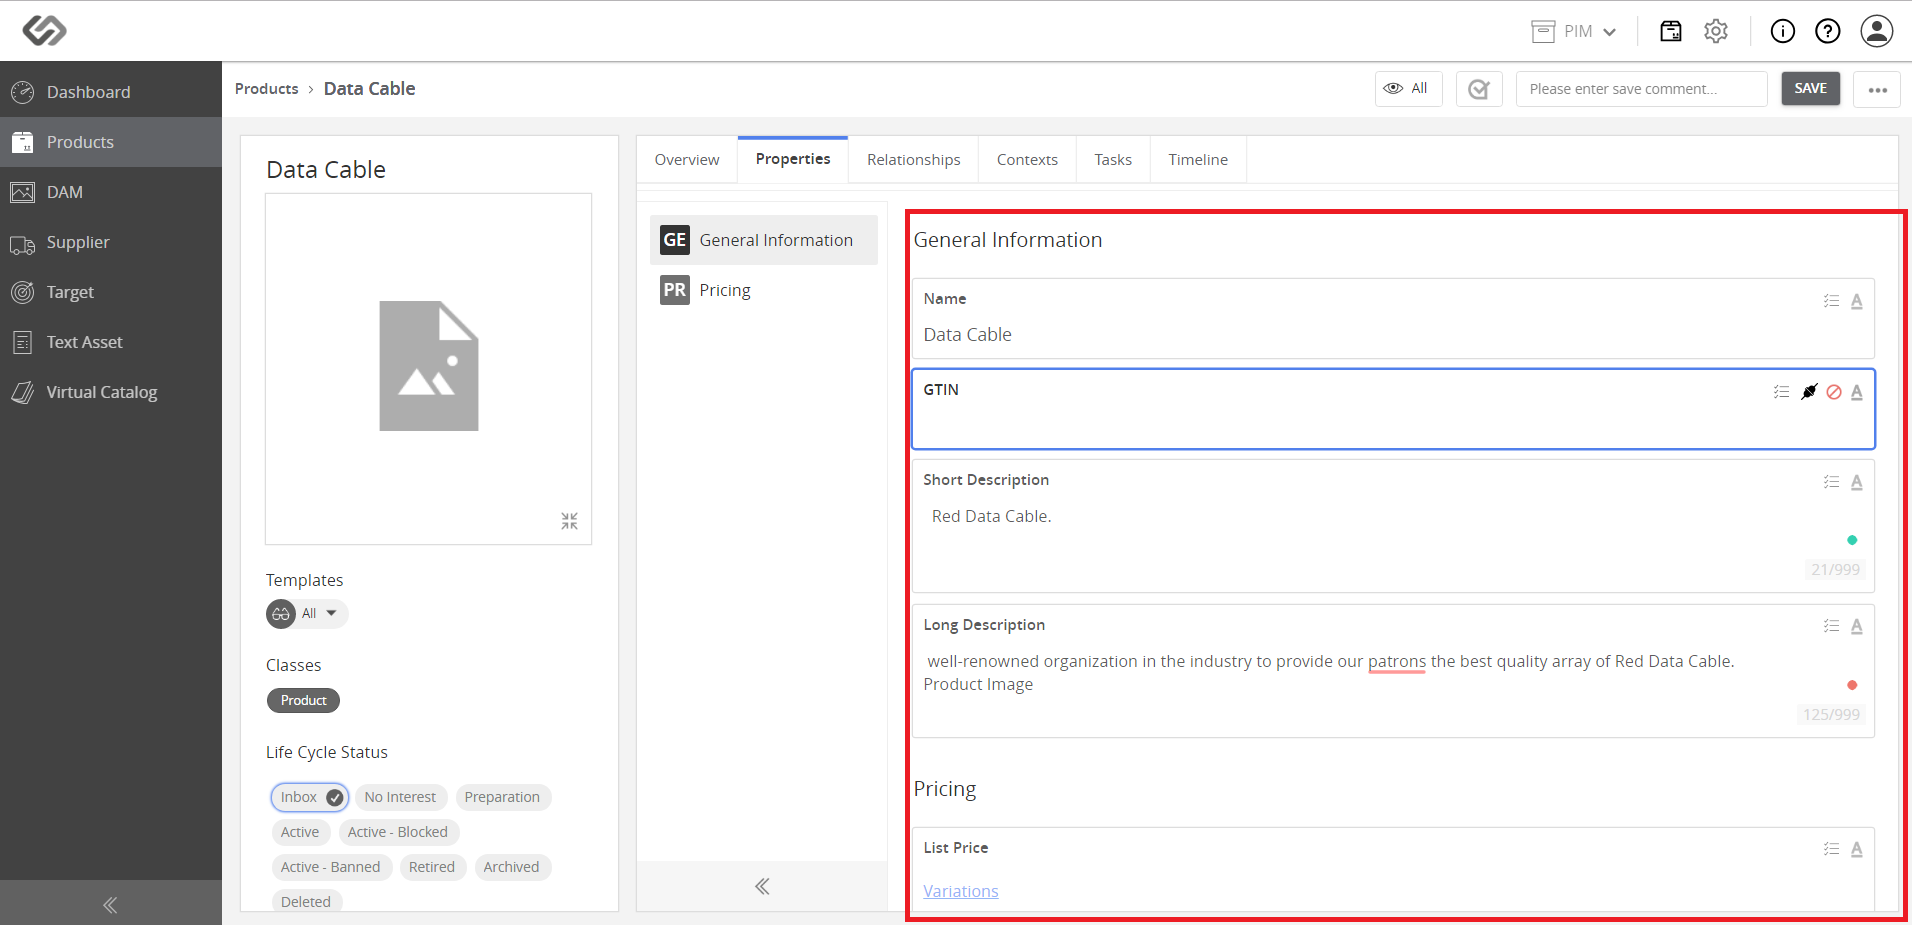 PIM
Dashboard
Products
DAM
Supplier
Target
Text Asset
Virtual Catalog
Products › Data Cable
All
Please enter save comment...
SAVE
Data Cable
Templates
All
Classes
Product
Life Cycle Status
Inbox No Interest Preparation
Active Active - Blocked
Active - Banned Retired Archived
Deleted
Overview Properties Relationships Contexts Tasks Timeline
GE General Information
PR Pricing
General Information
Name
A
Data Cable
GTIN
A
Short Description
A
Red Data Cable.
21/999
Long Description
A
well-renowned organization in the industry to provide our patrons the best quality array of Red Data Cable.
Product Image
125/999
Pricing
List Price
A
Variations